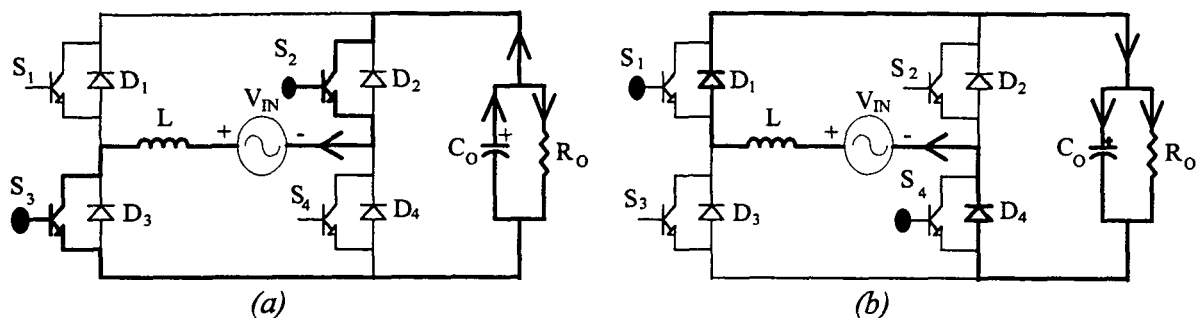 S1
D1
S2
D2
L
+
VIN
-
CO
+
RO
S3
D3
S4
D4
(a)
S1
D1
S2
D2
L
+
VIN
-
CO
+
RO
S3
D3
S4
D4
(b)